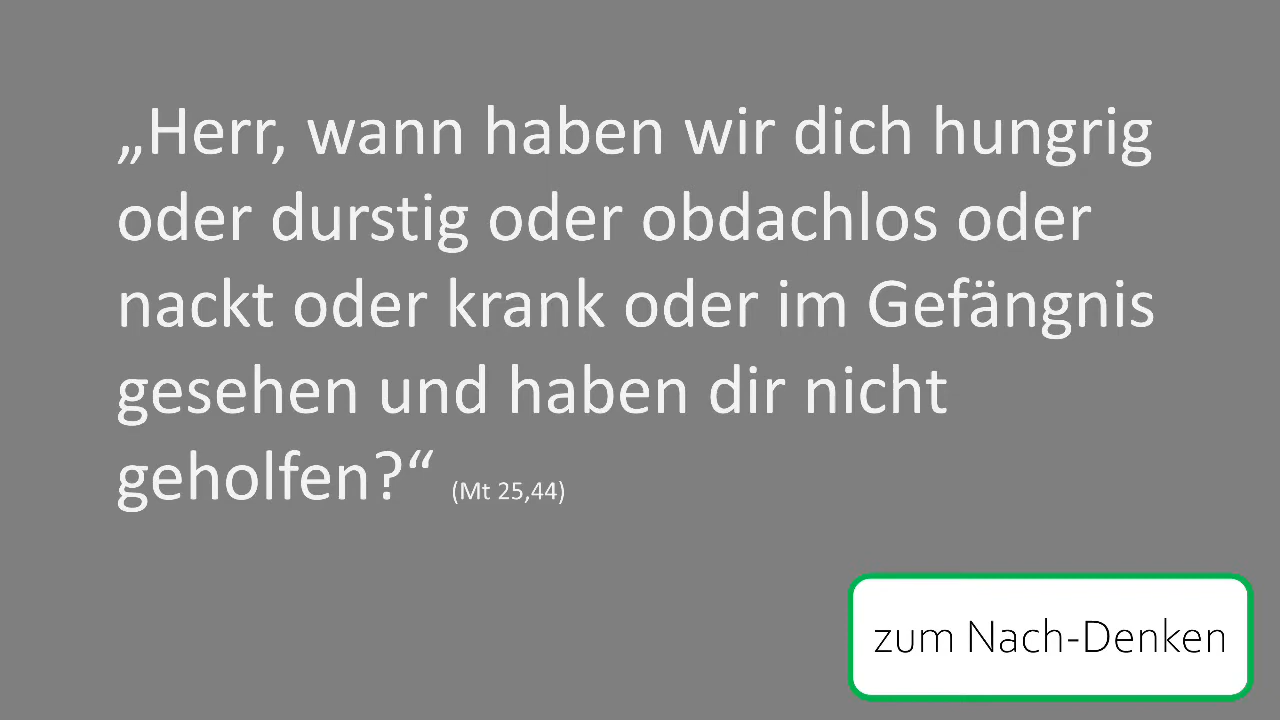 „Herr, wann haben wir dich hungrig
oder durstig oder obdachlos oder
nackt oder krank oder im Gefängnis
gesehen und haben dir nicht
geholfen?“ (Mt 25,44)
zum Nach-Denken